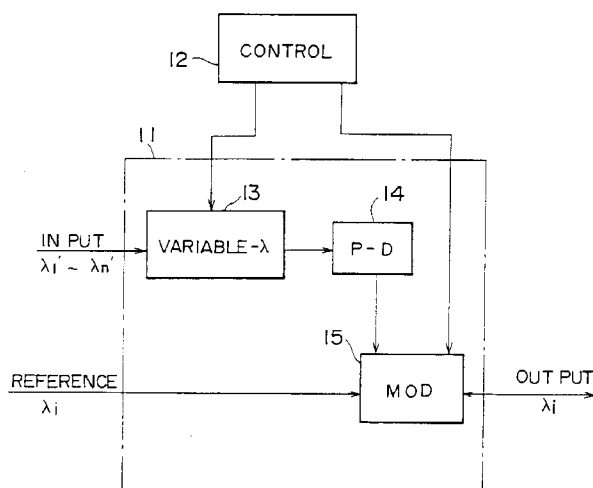 CONTROL
12
11
13
14
IN PUT
VARIABLE-λ
P-D
λ1' ~ λn'
15
REFERENCE
MOD
OUT PUT
λi
λi